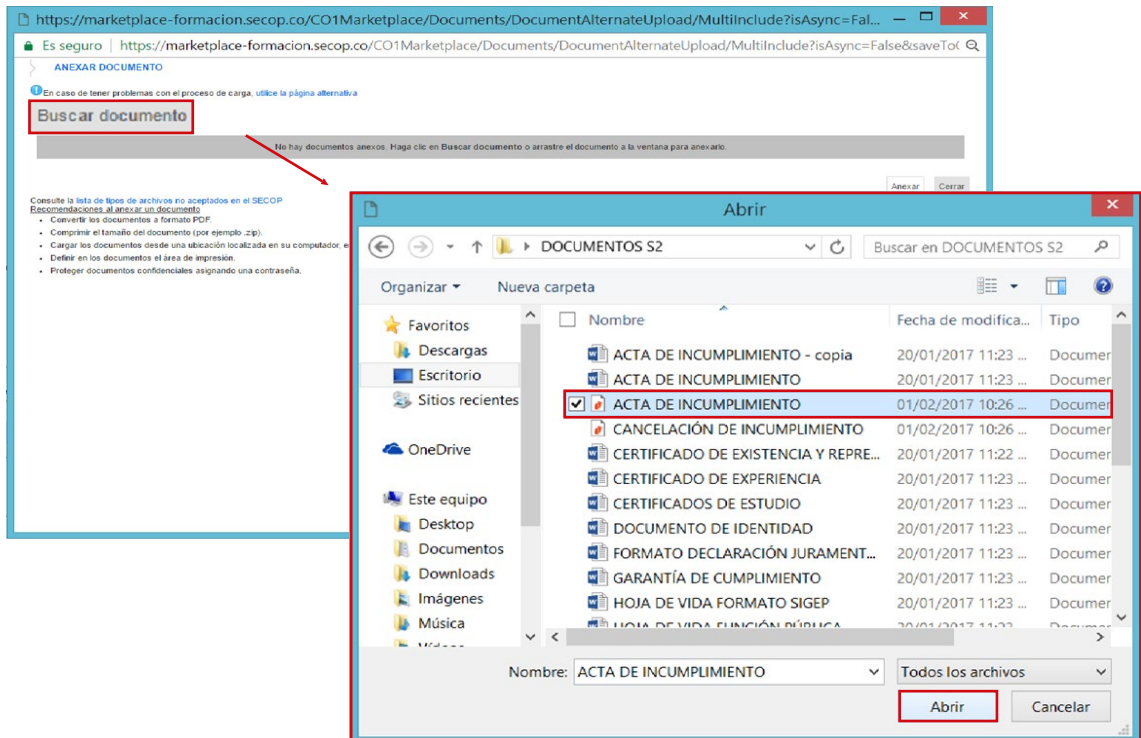 https://marketplace-formacion.secop.co/CO1Marketplace/Documents/DocumentAlternateUpload/MultiInclude?isAsync=Fal...
Es seguro | https://marketplace-formacion.secop.co/CO1Marketplace/Documents/DocumentAlternateUpload/MultiInclude?isAsync=False&saveTo(
ANEXAR DOCUMENTO
En caso de tener problemas con el proceso de carga, utilice la página alternativa
Buscar documento
No hay documentos anexos. Haga clic en Buscar documento o arrastre el documento a la ventana para anexarlo.
Anexar Cerrar
Consulte la lista de tipos de archivos no aceptados en el SECOP
Recomendaciones al anexar un documento
• Convertir los documentos a formato PDF.
• Comprimir el tamaño del documento (por ejemplo .zip).
• Cargar los documentos desde una ubicación localizada en su computador, e
• Definir en los documentos el área de impresión.
• Proteger documentos confidenciales asignando una contraseña.
Abrir
DOCUMENTOS S2
Buscar en DOCUMENTOS S2
Organizar Nueva carpeta
Favoritos
Descargas
Escritorio
Sitios recientes
OneDrive
Este equipo
Desktop
Documentos
Downloads
Imágenes
Música
Nombre Fecha de modifica... Tipo
ACTA DE INCUMPLIMIENTO - copia 20/01/2017 11:23 ... Documer
ACTA DE INCUMPLIMIENTO 20/01/2017 11:23 ... Documer
ACTA DE INCUMPLIMIENTO 01/02/2017 10:26 ... Documer
CANCELACIÓN DE INCUMPLIMIENTO 01/02/2017 10:26 ... Documer
CERTIFICADO DE EXISTENCIA Y REPRE... 20/01/2017 11:22 ... Documer
CERTIFICADO DE EXPERIENCIA 20/01/2017 11:23 ... Documer
CERTIFICADOS DE ESTUDIO 20/01/2017 11:23 ... Documer
DOCUMENTO DE IDENTIDAD 20/01/2017 11:23 ... Documer
FORMATO DECLARACIÓN JURAMENT... 20/01/2017 11:23 ... Documer
GARANTÍA DE CUMPLIMIENTO 20/01/2017 11:23 ... Documer
HOJA DE VIDA FORMATO SIGEP 20/01/2017 11:23 ... Documer
HOJA DE VIDA FUNCIÓN PÚBLICA
Nombre: ACTA DE INCUMPLIMIENTO Todos los archivos
Abrir Cancelar